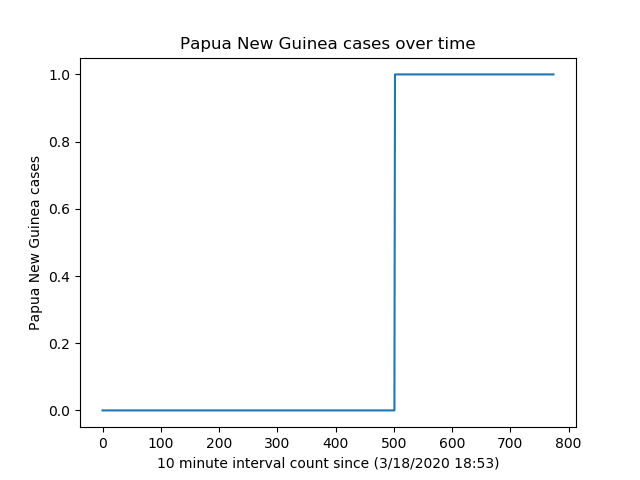 Papua New Guinea cases over time
1.0
0.8
0.6
0.4
0.2
0.0
Papua New Guinea cases
0 100 200 300 400 500 600 700 800
10 minute interval count since (3/18/2020 18:53)